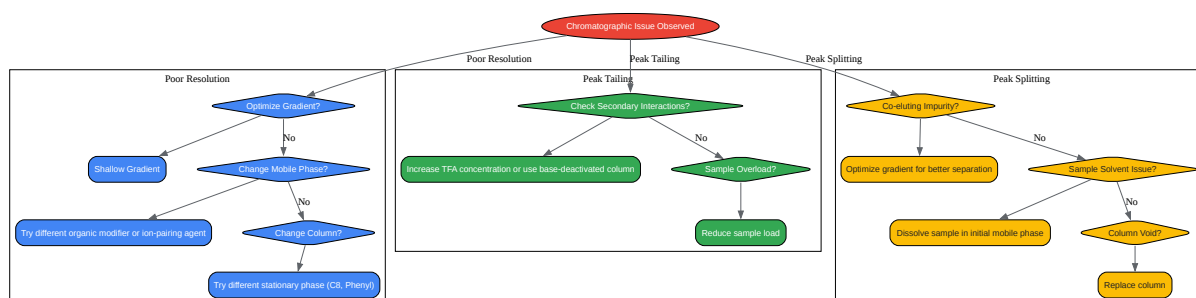 Chromatographic Issue Observed
Poor Resolution
Peak Tailing
Peak Splitting
Poor Resolution
Optimize Gradient?
No
Shallow Gradient
Change Mobile Phase?
No
Try different organic modifier or ion-pairing agent
Change Column?
Try different stationary phase (C8, Phenyl)
Peak Tailing
Check Secondary Interactions?
No
Increase TFA concentration or use base-deactivated column
Sample Overload?
Reduce sample load
Peak Splitting
Co-eluting Impurity?
No
Optimize gradient for better separation
Sample Solvent Issue?
No
Dissolve sample in initial mobile phase
Column Void?
Replace column